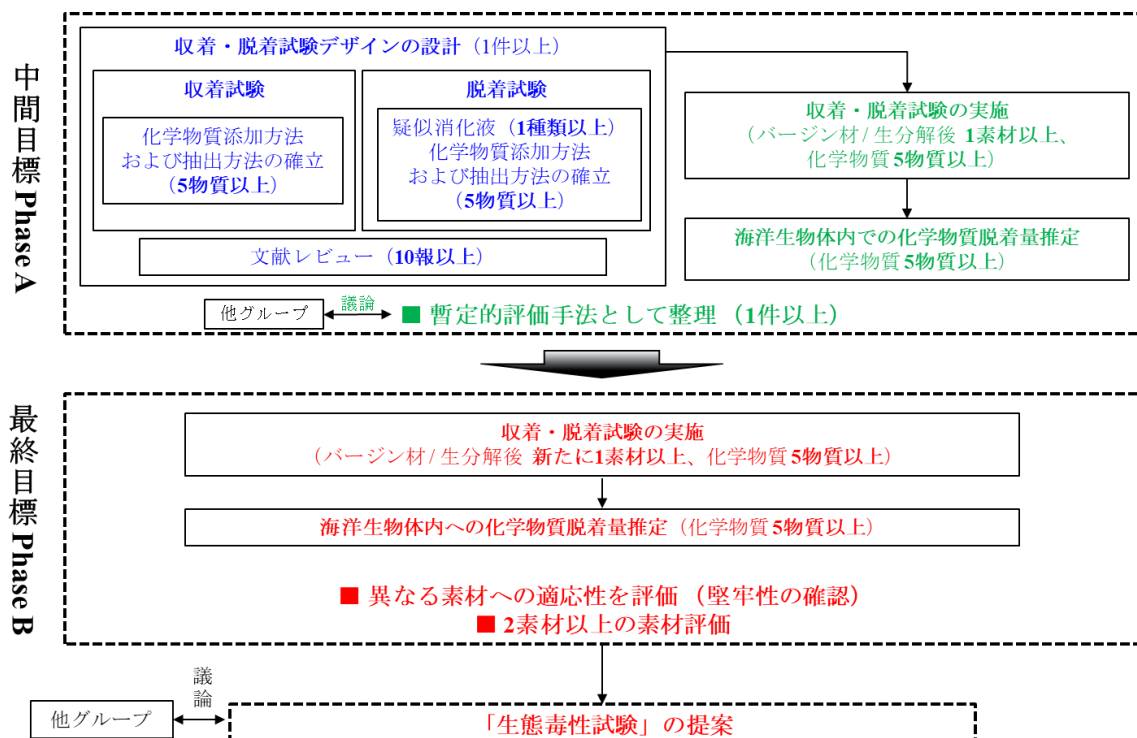 中間目標 Phase A
収着・脱着試験デザインの設計（1件以上）
収着試験
化学物質添加方法
および抽出方法の確立
（5物質以上）
脱着試験
疑似消化液（1種類以上）
化学物質添加方法
および抽出方法の確立
（5物質以上）
文献レビュー（10報以上）
収着・脱着試験の実施
（バージン材 / 生分解後 1素材以上、
化学物質 5物質以上）
海洋生物体内での化学物質脱着量推定
（化学物質 5物質以上）
他グループ
議論
■ 暫定的評価手法として整理（1件以上）
最終目標 Phase B
収着・脱着試験の実施
（バージン材 / 生分解後 新たに1素材以上、化学物質 5物質以上）
海洋生物体内への化学物質脱着量推定（化学物質 5物質以上）
■ 異なる素材への適応性を評価（堅牢性の確認）
■ 2素材以上の素材評価
他グループ
議論
「生態毒性試験」の提案